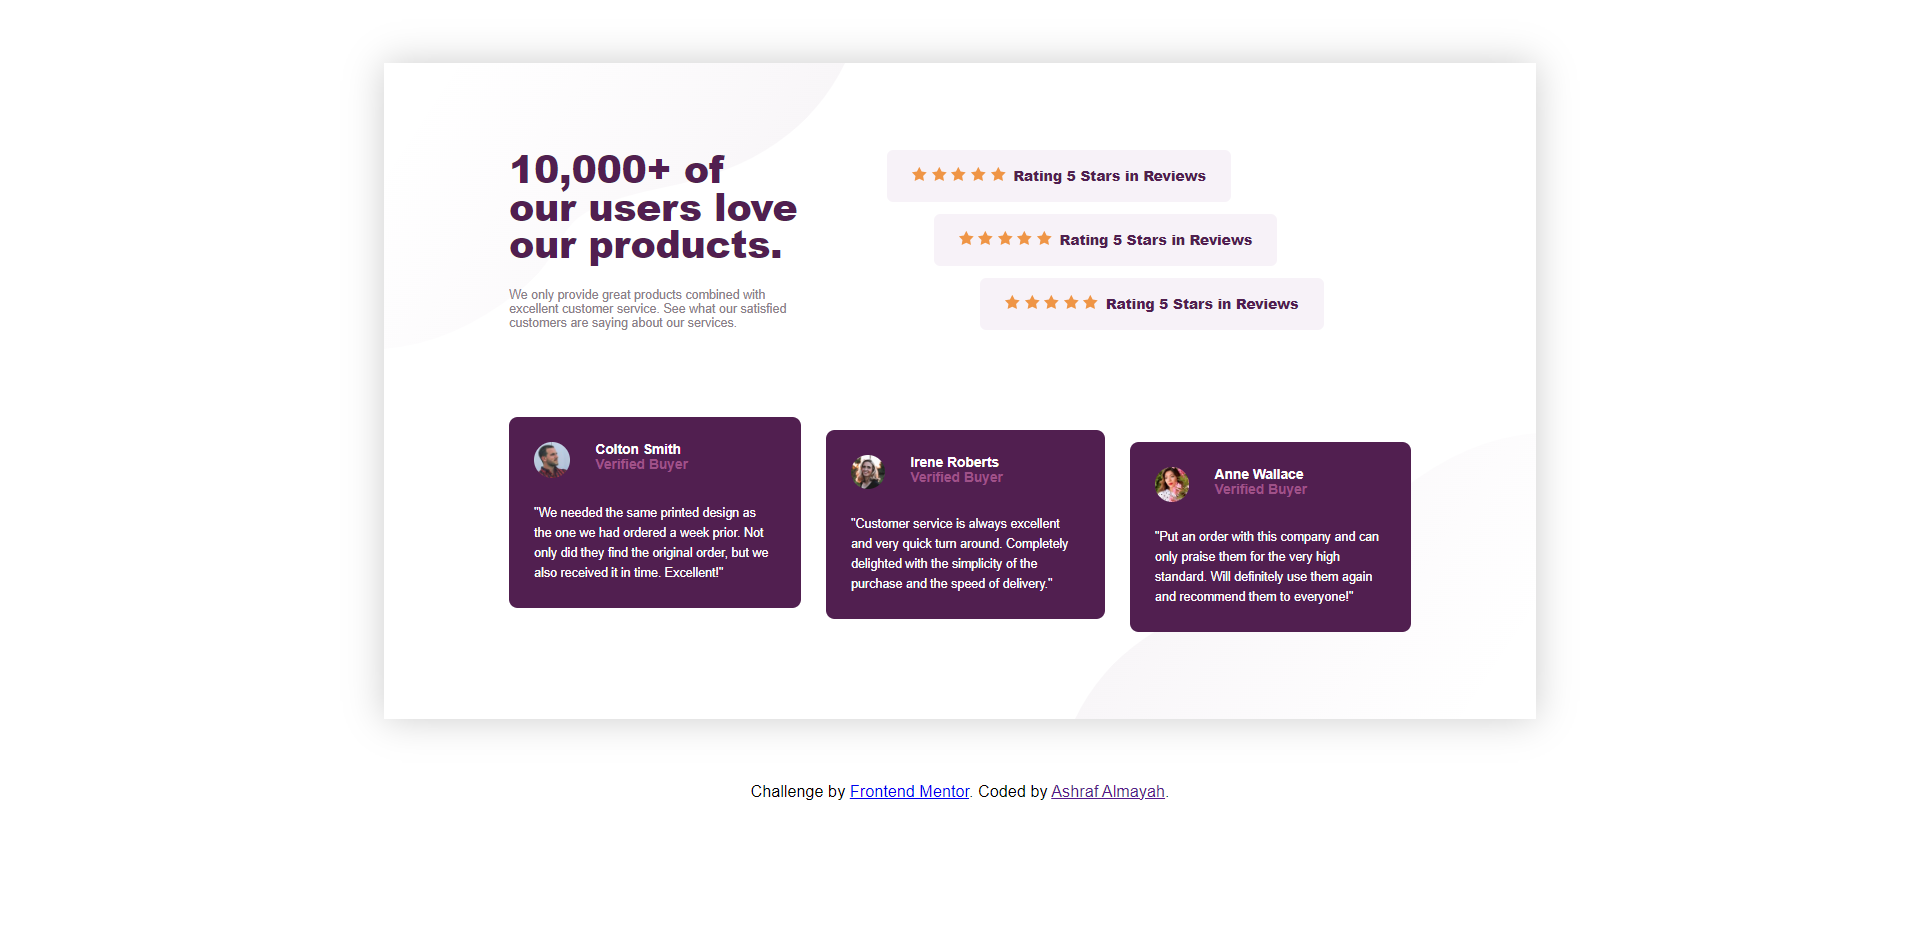 10,000+ of
our users love
our products.
We only provide great products combined with
excellent customer service. See what our satisfied
customers are saying about our services.
Rating 5 Stars in Reviews
Rating 5 Stars in Reviews
Rating 5 Stars in Reviews
Colton Smith
Verified Buyer
"We needed the same printed design as
the one we had ordered a week prior. Not
only did they find the original order, but we
also received it in time. Excellent!"
Irene Roberts
Verified Buyer
"Customer service is always excellent
and very quick turn around. Completely
delighted with the simplicity of the
purchase and the speed of delivery."
Anne Wallace
Verified Buyer
"Put an order with this company and can
only praise them for the very high
standard. Will definitely use them again
and recommend them to everyone!"
Challenge by Frontend Mentor. Coded by Ashraf Almayah.